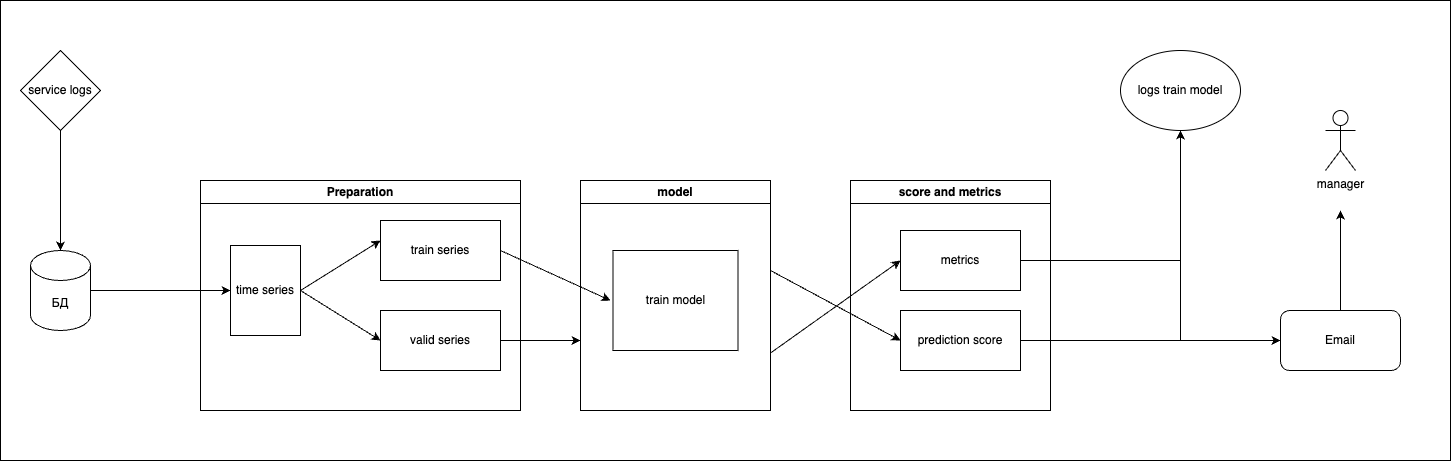 service logs
БД
Preparation
time series
train series
valid series
model
train model
score and metrics
metrics
prediction score
logs train model
manager
Email